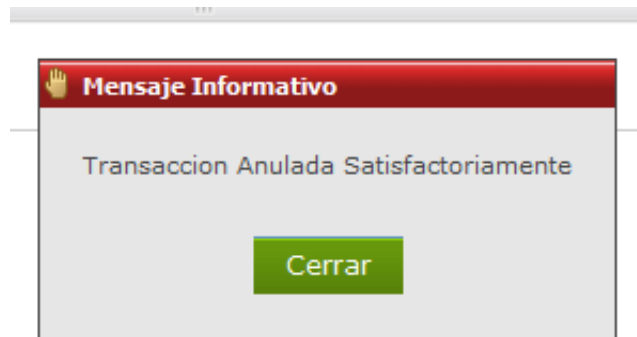 Mensaje Informativo
Transaccion Anulada Satisfactoriamente
Cerrar